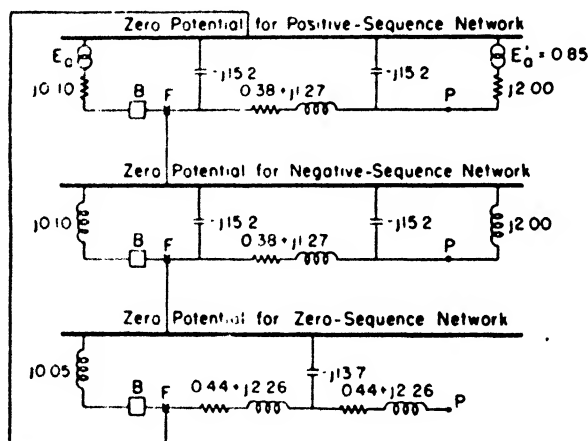 Zero Potential for Positive-Sequence Network
Ea Ea' = 0.85
j0.10 -j15.2 -j15.2 j2.00
B F 0.38+j1.27 P
Zero Potential for Negative-Sequence Network
j0.10 -j15.2 -j15.2 j2.00
B F 0.38+j1.27 P
Zero Potential for Zero-Sequence Network
j0.05 -j13.7
B F 0.44+j2.26 0.44+j2.26 P